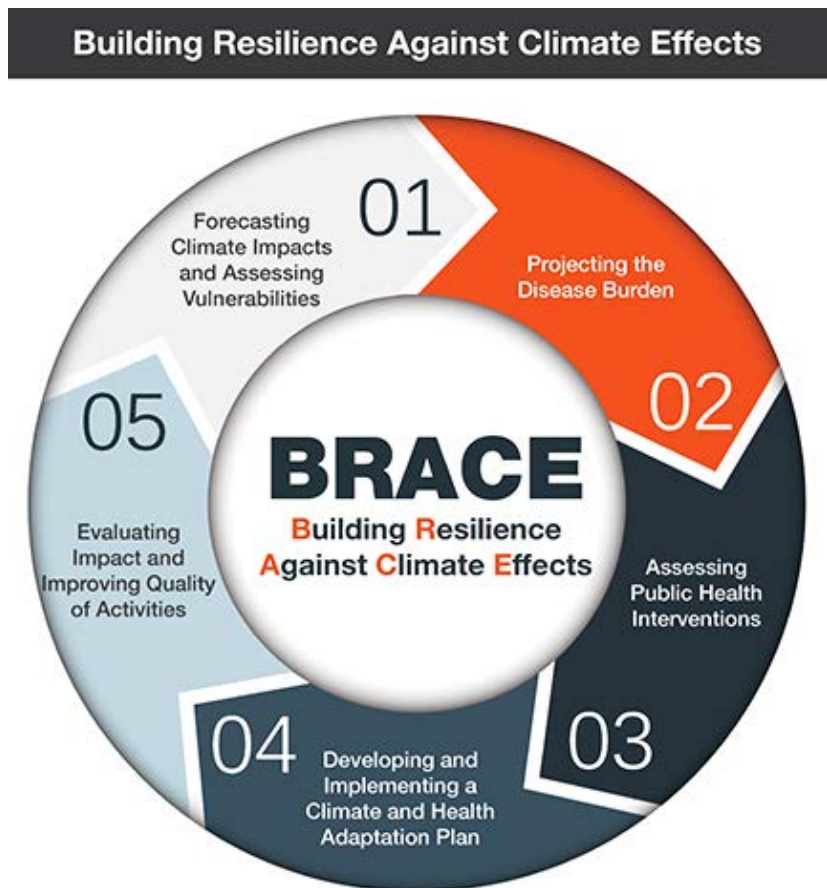 Building Resilience Against Climate Effects
01
Forecasting
Climate Impacts
and Assessing
Vulnerabilities
Projecting the
Disease Burden
02
Assessing
Public Health
Interventions
03
04
Developing and
Implementing a
Climate and Health
Adaptation Plan
05
Evaluating
Impact and
Improving Quality
of Activities
BRACE
Building Resilience
Against Climate Effects